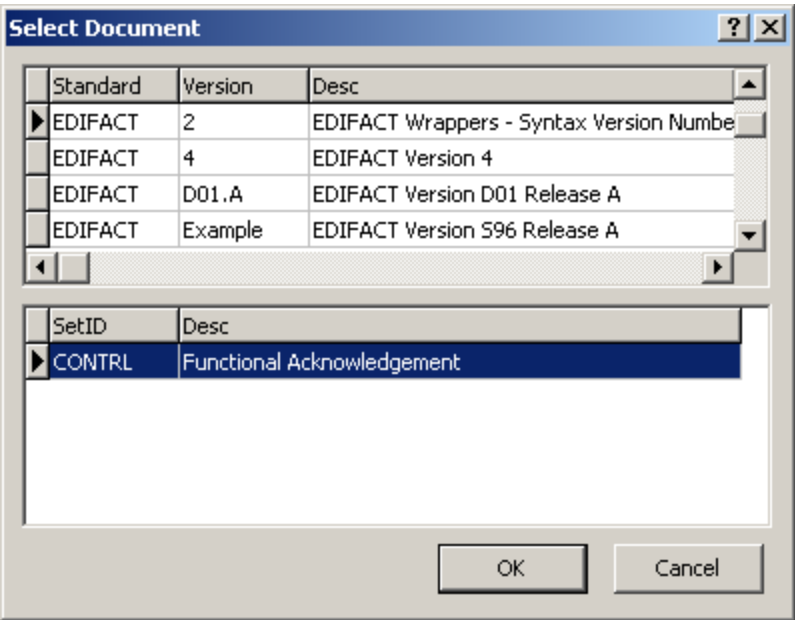 Select Document
Standard Version Desc
EDIFACT 2 EDIFACT Wrappers - Syntax Version Numbe
EDIFACT 4 EDIFACT Version 4
EDIFACT D01.A EDIFACT Version D01 Release A
EDIFACT Example EDIFACT Version S96 Release A
SetID Desc
CONTRL Functional Acknowledgement
OK Cancel